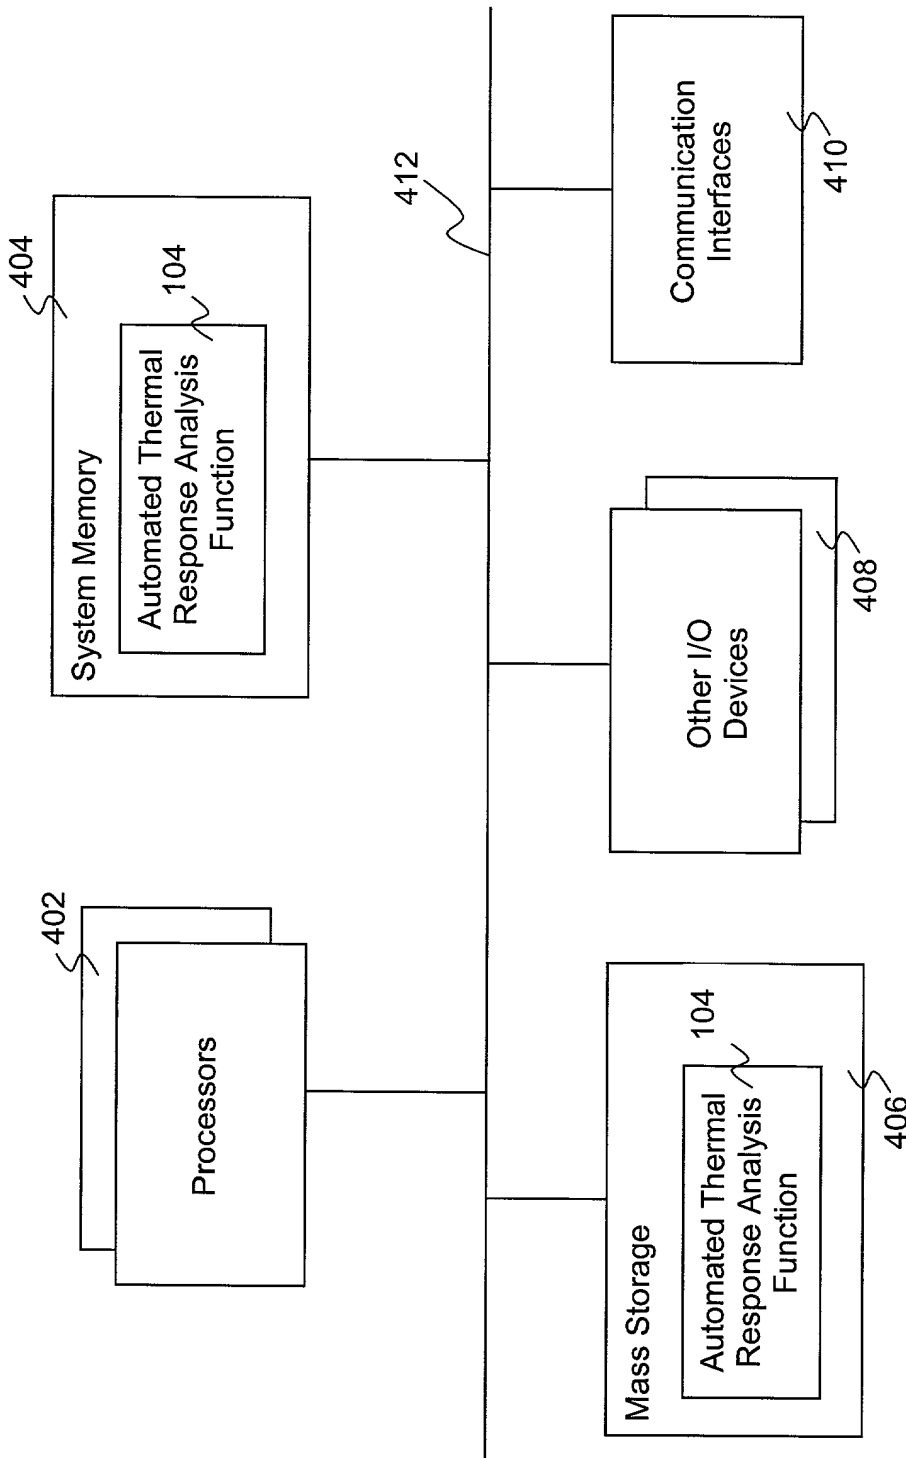 402
Processors
404
System Memory
104
Automated Thermal
Response Analysis
Function
412
Mass Storage
104
Automated Thermal
Response Analysis
Function
406
Other I/O
Devices
408
Communication
Interfaces
410